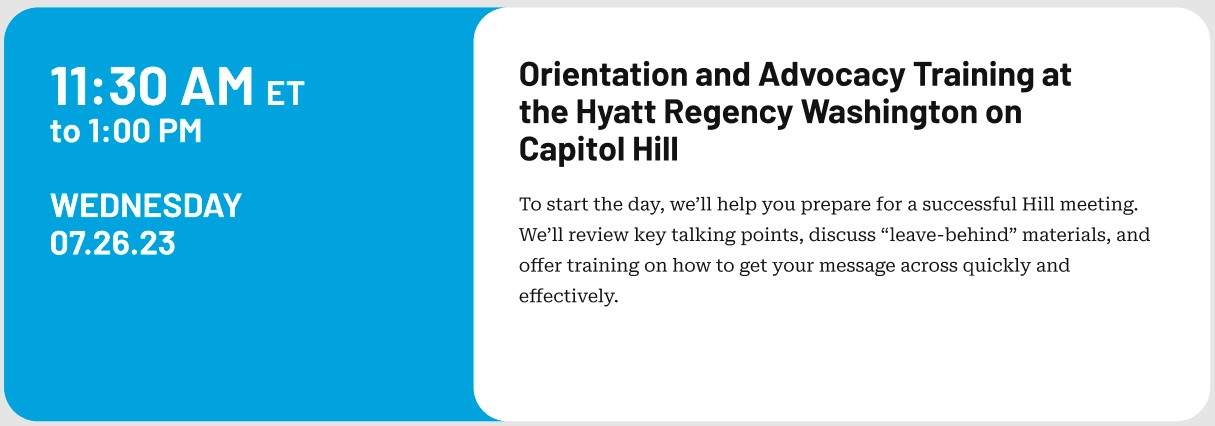 11:30 AM ET
to 1:00 PM
WEDNESDAY
07.26.23
Orientation and Advocacy Training at
the Hyatt Regency Washington on
Capitol Hill
To start the day, we’ll help you prepare for a successful Hill meeting.
We’ll review key talking points, discuss “leave-behind” materials, and
offer training on how to get your message across quickly and
effectively.